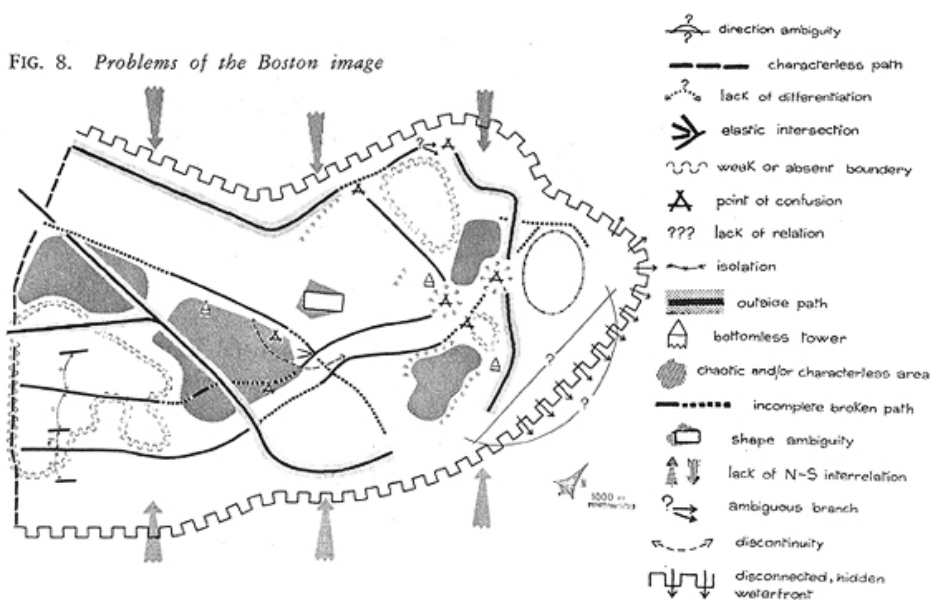 FIG. 8. Problems of the Boston image
direction ambiguity
characterless path
lack of differentiation
elastic intersection
weak or absent boundery
point of confusion
??? lack of relation
isolation
outside path
bottomless tower
chaotic and/or characterless area
incomplete broken path
shape ambiguity
lack of N-S interrelation
? ambiguous branch
discontinuity
disconnected, hidden
waterfront
?
?
?
1000